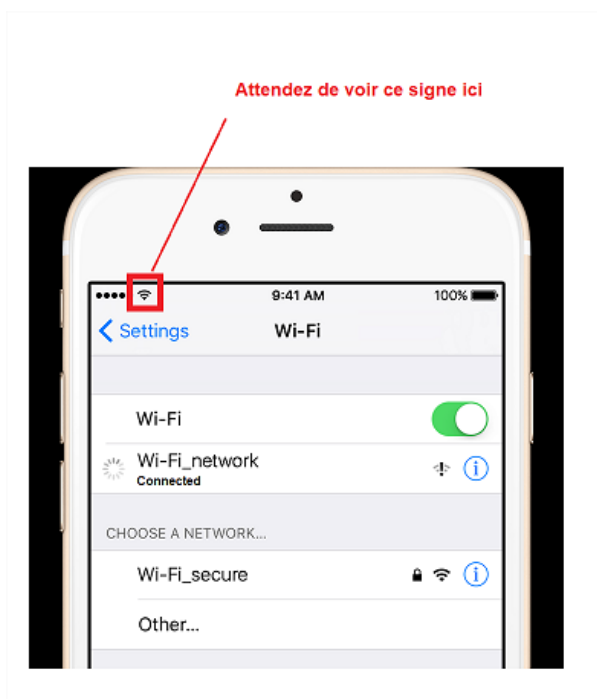 Attendez de voir ce signe ici
9:41 AM
100%
Settings
Wi-Fi
Wi-Fi
Wi-Fi_network
Connected
CHOOSE A NETWORK...
Wi-Fi_secure
Other...